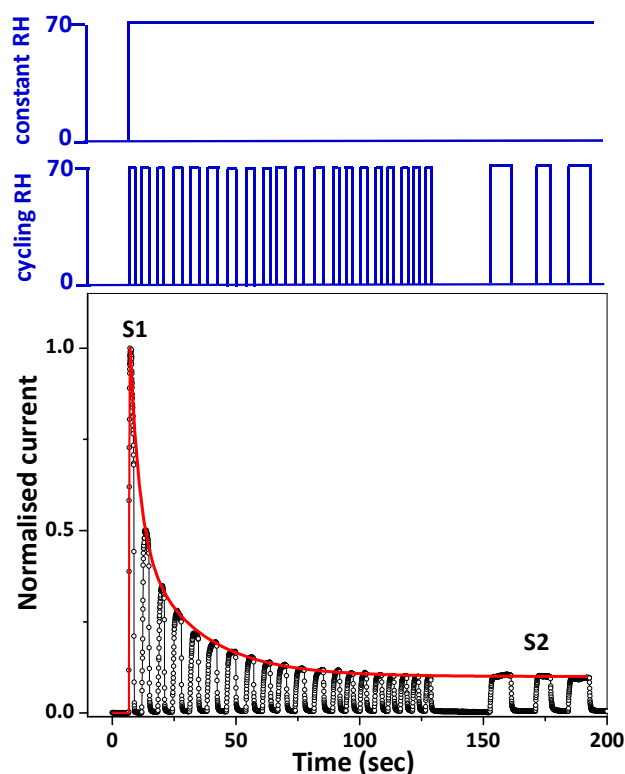 constant RH
70
0
cycling RH
70
0
Normalised current
1.0
0.5
0.0
S1
S2
0
50
100
150
200
Time (sec)